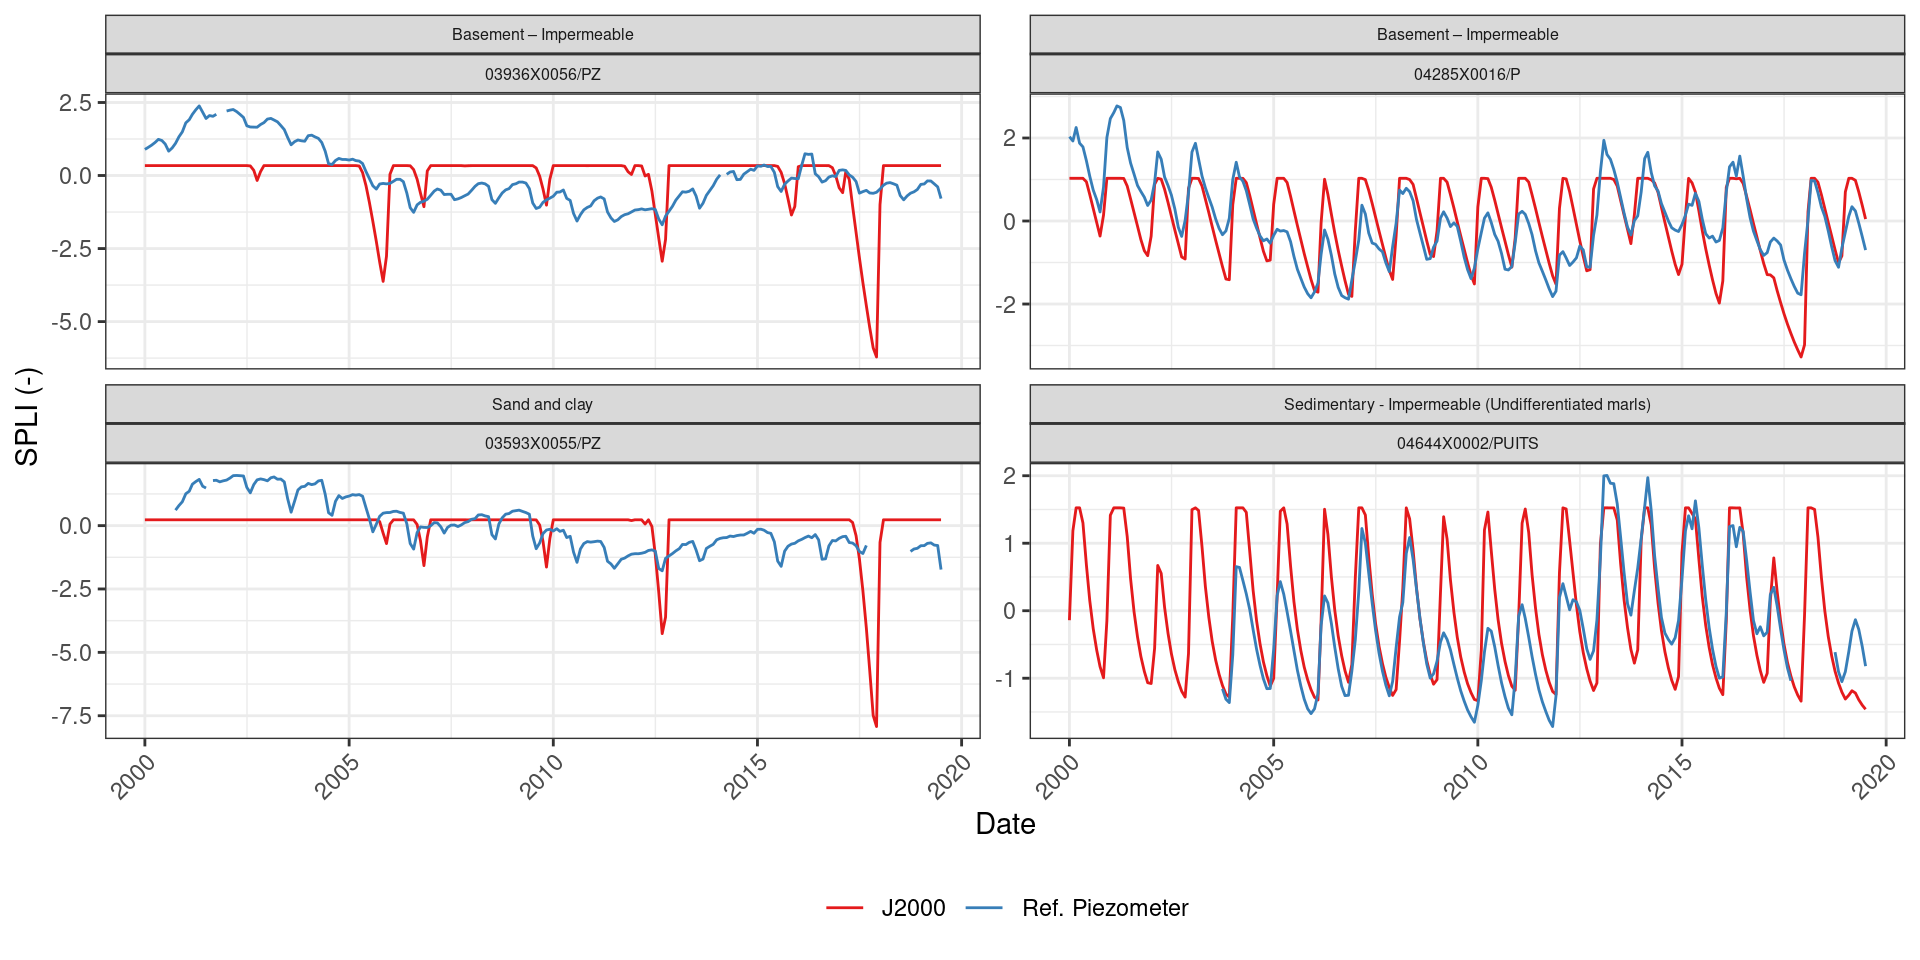 Basement – Impermeable
03936X0056/PZ
Basement – Impermeable
04285X0016/P
2.5
0.0
-2.5
-5.0
2
0
-2
SPLI (-)
Sand and clay
03593X0055/PZ
Sedimentary - Impermeable (Undifferentiated marls)
04644X0002/PUITS
0.0
-2.5
-5.0
-7.5
2
1
0
-1
2000
2005
2010
2015
2020
2000
2005
2010
2015
2020
Date
J2000
Ref. Piezometer